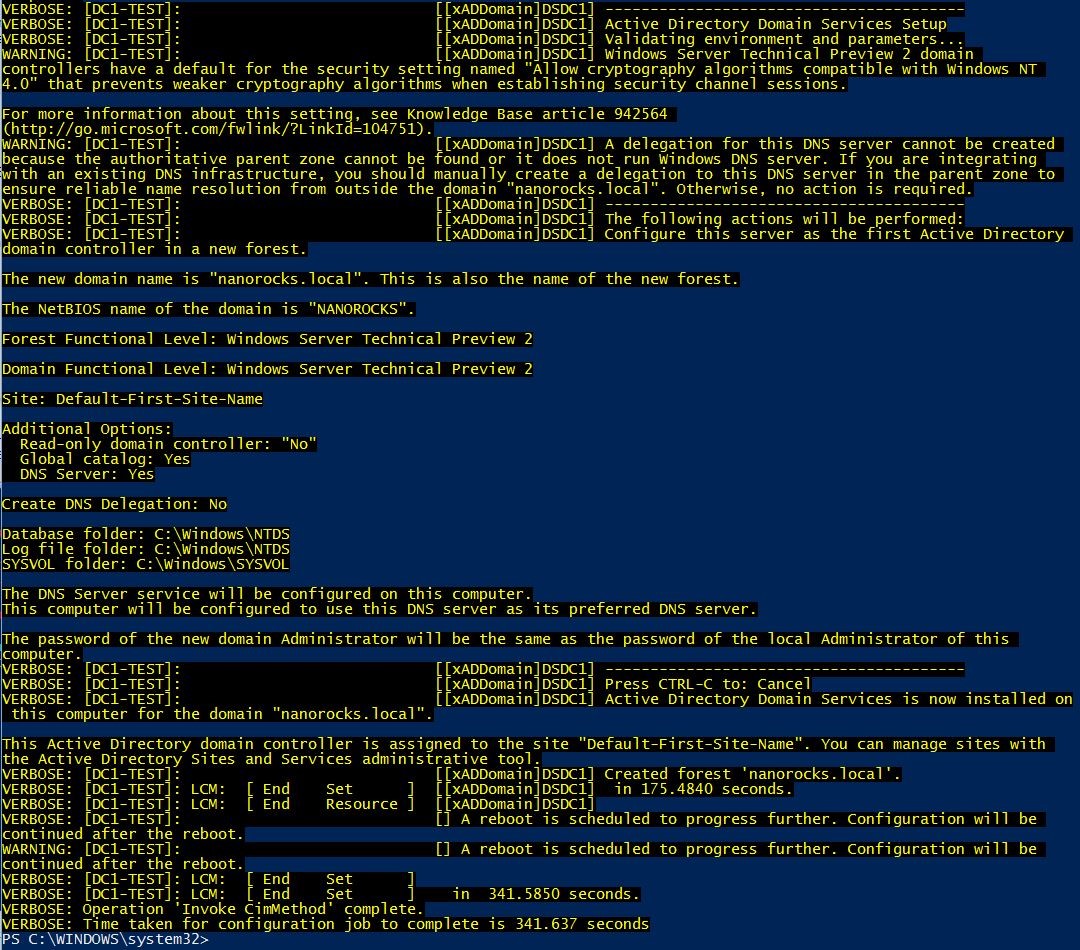 VERBOSE: [DC1-TEST]:                            [[xADDomain]DSDC1] ----------------------------------------
VERBOSE: [DC1-TEST]:                            [[xADDomain]DSDC1] Active Directory Domain Services Setup
VERBOSE: [DC1-TEST]:                            [[xADDomain]DSDC1] Validating environment and parameters...
WARNING: [DC1-TEST]:                            [[xADDomain]DSDC1] Windows Server Technical Preview 2 domain
controllers have a default for the security setting named "Allow cryptography algorithms compatible with Windows NT
4.0" that prevents weaker cryptography algorithms when establishing security channel sessions.
For more information about this setting, see Knowledge Base article 942564
(http://go.microsoft.com/fwlink/?LinkId=104751).
WARNING: [DC1-TEST]:                            [[xADDomain]DSDC1] A delegation for this DNS server cannot be created
because the authoritative parent zone cannot be found or it does not run Windows DNS server. If you are integrating
with an existing DNS infrastructure, you should manually create a delegation to this DNS server in the parent zone to
ensure reliable name resolution from outside the domain "nanorocks.local". Otherwise, no action is required.
VERBOSE: [DC1-TEST]:                            [[xADDomain]DSDC1] ----------------------------------------
VERBOSE: [DC1-TEST]:                            [[xADDomain]DSDC1] The following actions will be performed:
VERBOSE: [DC1-TEST]:                            [[xADDomain]DSDC1] Configure this server as the first Active Directory
domain controller in a new forest.
The new domain name is "nanorocks.local". This is also the name of the new forest.
The NetBIOS name of the domain is "NANOROCKS".
Forest Functional Level: Windows Server Technical Preview 2
Domain Functional Level: Windows Server Technical Preview 2
Site: Default-First-Site-Name
Additional Options:
  Read-only domain controller: "No"
  Global catalog: Yes
  DNS Server: Yes
Create DNS Delegation: No
Database folder: C:\Windows\NTDS
Log file folder: C:\Windows\NTDS
SYSVOL folder: C:\Windows\SYSVOL
The DNS Server service will be configured on this computer.
This computer will be configured to use this DNS server as its preferred DNS server.
The password of the new domain Administrator will be the same as the password of the local Administrator of this
computer.
VERBOSE: [DC1-TEST]:                            [[xADDomain]DSDC1] ----------------------------------------
VERBOSE: [DC1-TEST]:                            [[xADDomain]DSDC1] Press CTRL-C to: Cancel
VERBOSE: [DC1-TEST]:                            [[xADDomain]DSDC1] Active Directory Domain Services is now installed on
 this computer for the domain "nanorocks.local".
This Active Directory domain controller is assigned to the site "Default-First-Site-Name". You can manage sites with
the Active Directory Sites and Services administrative tool.
VERBOSE: [DC1-TEST]:                            [[xADDomain]DSDC1] Created forest 'nanorocks.local'.
VERBOSE: [DC1-TEST]: LCM:  [ End    Set      ]  [[xADDomain]DSDC1]  in 175.4840 seconds.
VERBOSE: [DC1-TEST]: LCM:  [ End    Resource ]  [[xADDomain]DSDC1]
VERBOSE: [DC1-TEST]:                            [] A reboot is scheduled to progress further. Configuration will be
continued after the reboot.
WARNING: [DC1-TEST]:                            [] A reboot is scheduled to progress further. Configuration will be
continued after the reboot.
VERBOSE: [DC1-TEST]: LCM:  [ End    Set      ]
VERBOSE: [DC1-TEST]: LCM:  [ End    Set      ]    in  341.5850 seconds.
VERBOSE: Operation 'Invoke CimMethod' complete.
VERBOSE: Time taken for configuration job to complete is 341.637 seconds
PS C:\WINDOWS\system32>